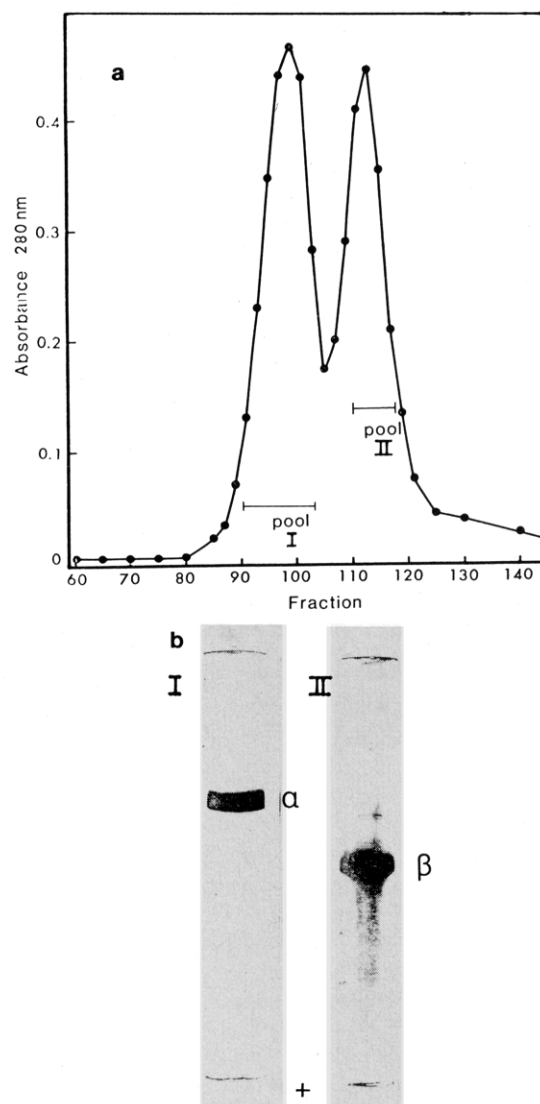 a
0.4
0.3
0.2
0.1
0
Absorbance 280 nm
pool
II
pool
I
60 70 80 90 100 110 120 130 140
Fraction
b
I II
α
β
+